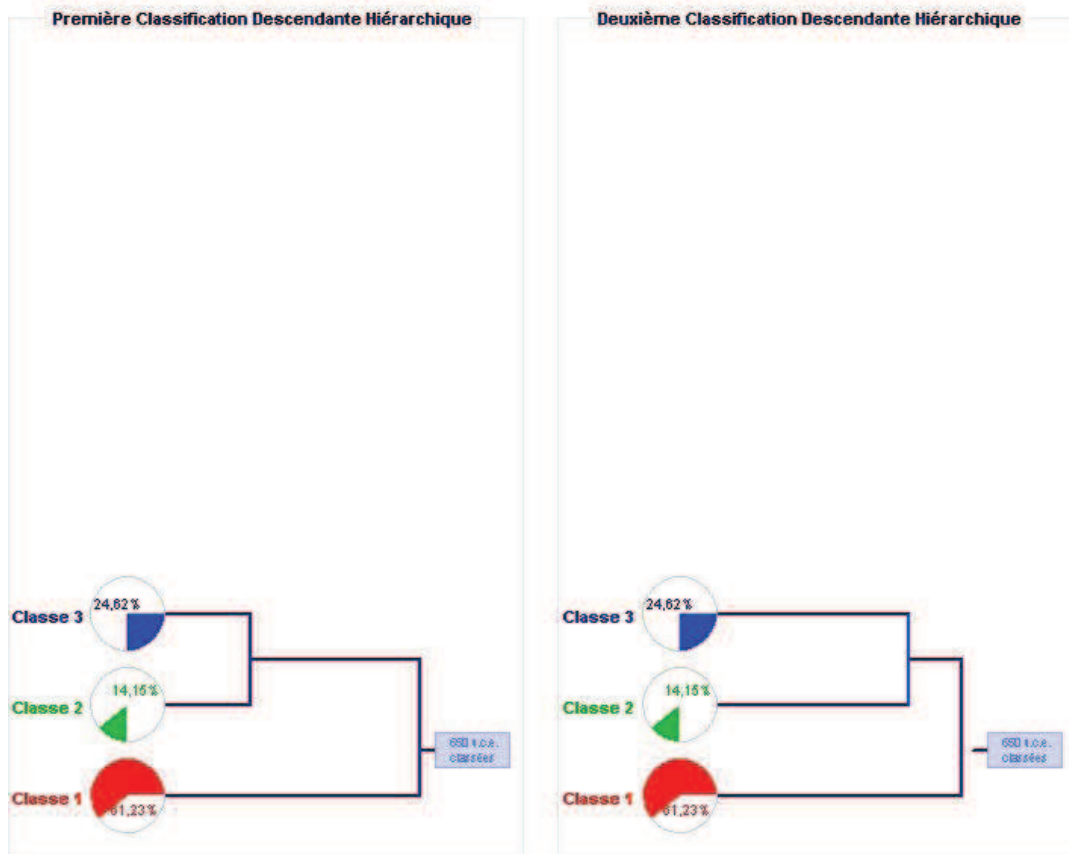 Première Classification Descendante Hiérarchique
24,62%
Classe 3
14,15%
Classe 2
650 u.c.e.
classées
Classe 1
61,23%
Deuxième Classification Descendante Hiérarchique
24,62%
Classe 3
14,15%
Classe 2
650 u.c.e.
classées
Classe 1
61,23%